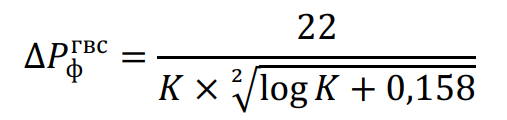 ΔP_ф^гвс = 22 / (K × ²√(log K + 0,158))